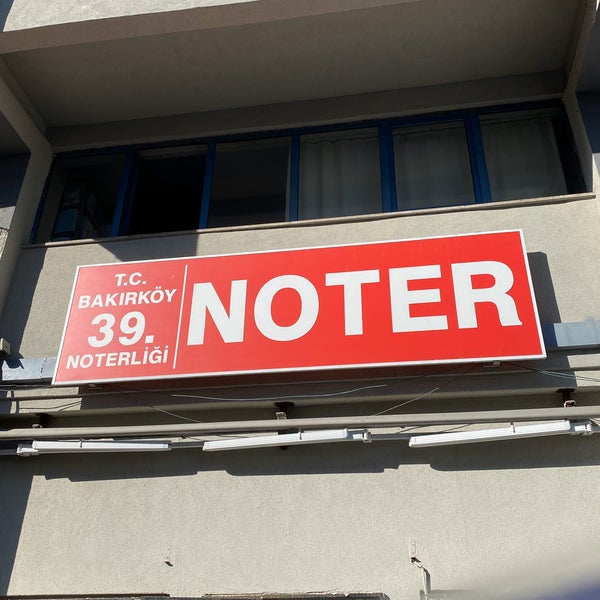 T.C.
BAKIRKÖY
39.
NOTERLİĞİ
NOTER